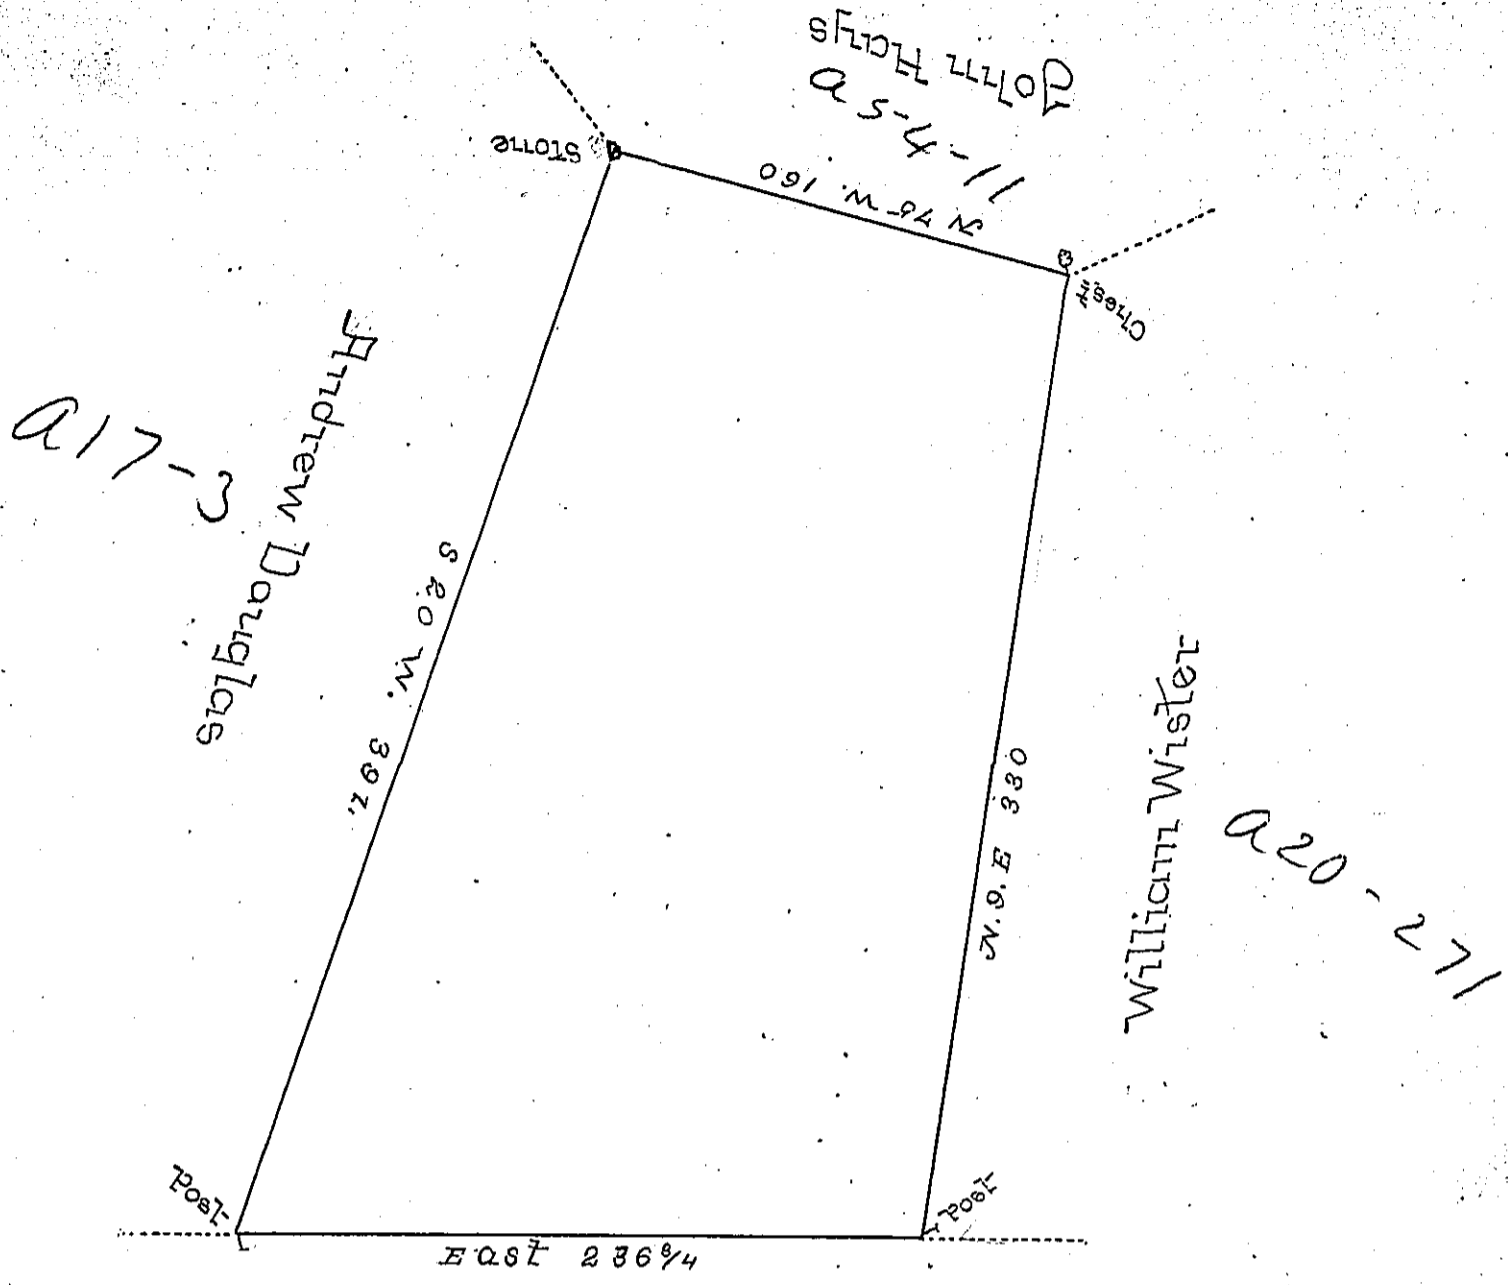 John Hays
a 5-4-11
N 75 W. 160
Stone
Chest
Andrew Douglas
a17-3
S 20 W. 392
N. 9. E 330
William Wister
a20-271
Post
Post
East 236 3/4